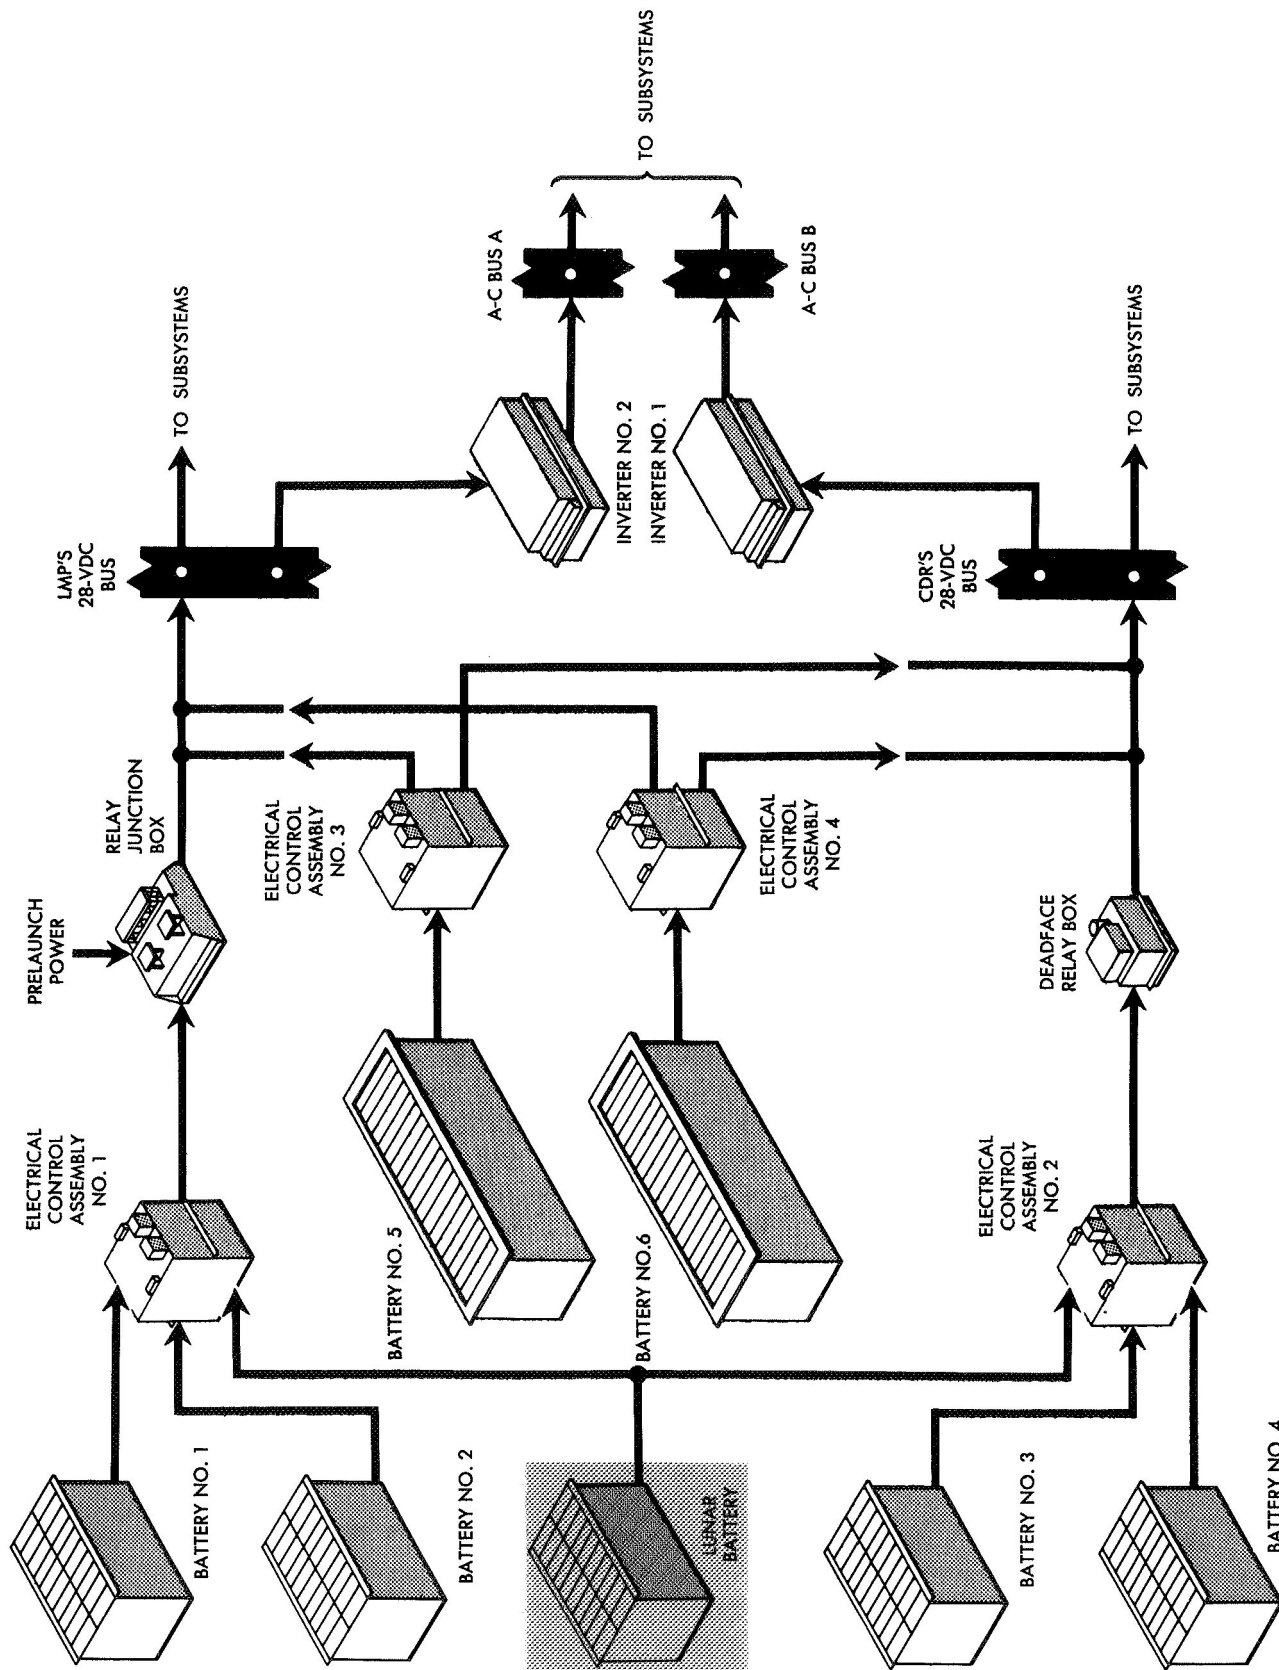 BATTERY NO. 1
BATTERY NO. 2
LUNAR
BATTERY
BATTERY NO. 3
BATTERY NO. 4
ELECTRICAL
CONTROL
ASSEMBLY
NO. 1
BATTERY NO. 5
BATTERY NO.6
ELECTRICAL
CONTROL
ASSEMBLY
NO. 2
PRELAUNCH
POWER
RELAY
JUNCTION
BOX
ELECTRICAL
CONTROL
ASSEMBLY
NO. 3
ELECTRICAL
CONTROL
ASSEMBLY
NO. 4
DEADFACE
RELAY BOX
LMP'S
28-VDC
BUS
CDR'S
28-VDC
BUS
INVERTER NO. 2
INVERTER NO. 1
TO SUBSYSTEMS
A-C BUS A
A-C BUS B
TO SUBSYSTEMS
TO SUBSYSTEMS